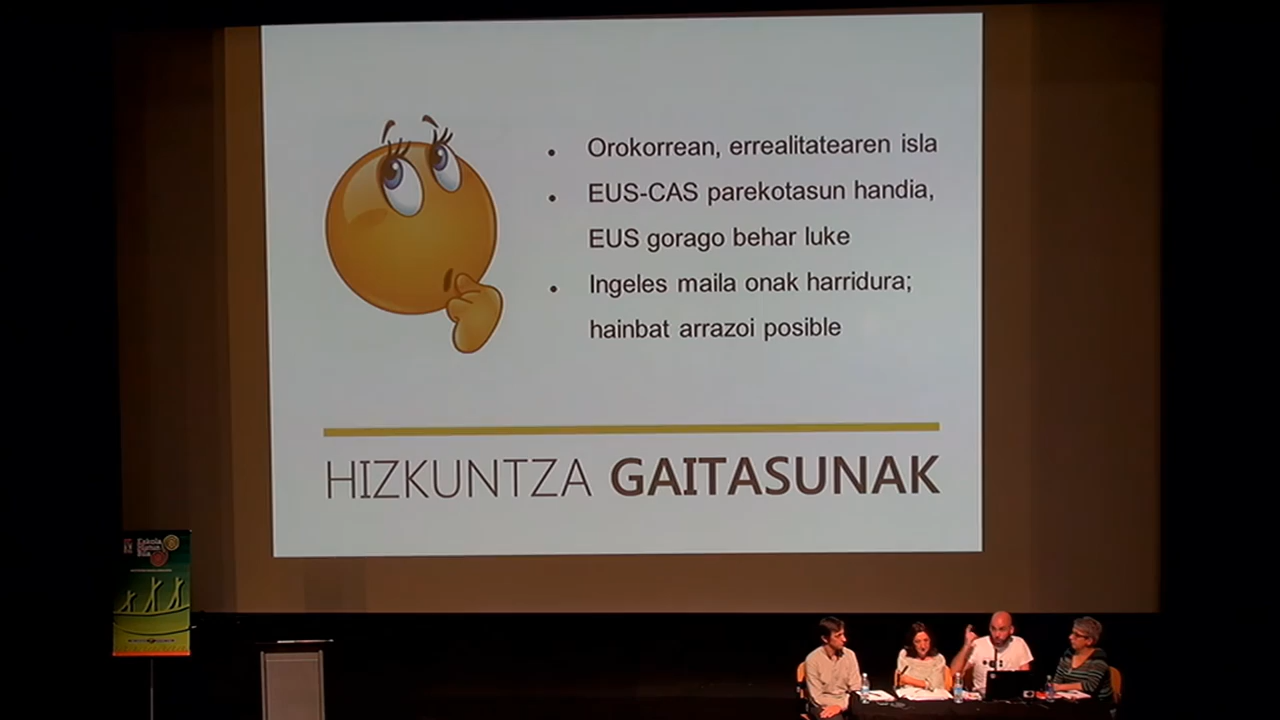 Orokorrean, errealitatearen isla
EUS-CAS parekotasun handia,
EUS gorago behar luke
Ingeles maila onak harridura;
hainbat arrazoi posible
HIZKUNTZA GAITASUNAK
Eskola